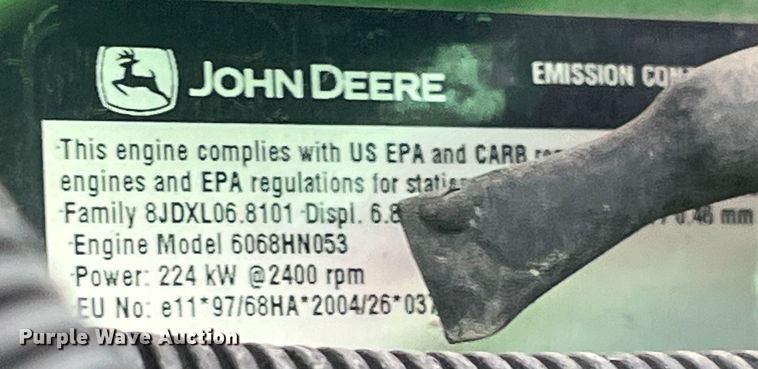 JOHN DEERE
EMISSION
This engine complies with US EPA and CARB
engines and EPA regulations for
Family 8JDXL06.8101 Displ. 6.8 0.46 mm
Engine Model 6068HN053
Power: 224 kW @2400 rpm
EU No: e11*97/68HA*2004/26*03
Purple Wave Auction